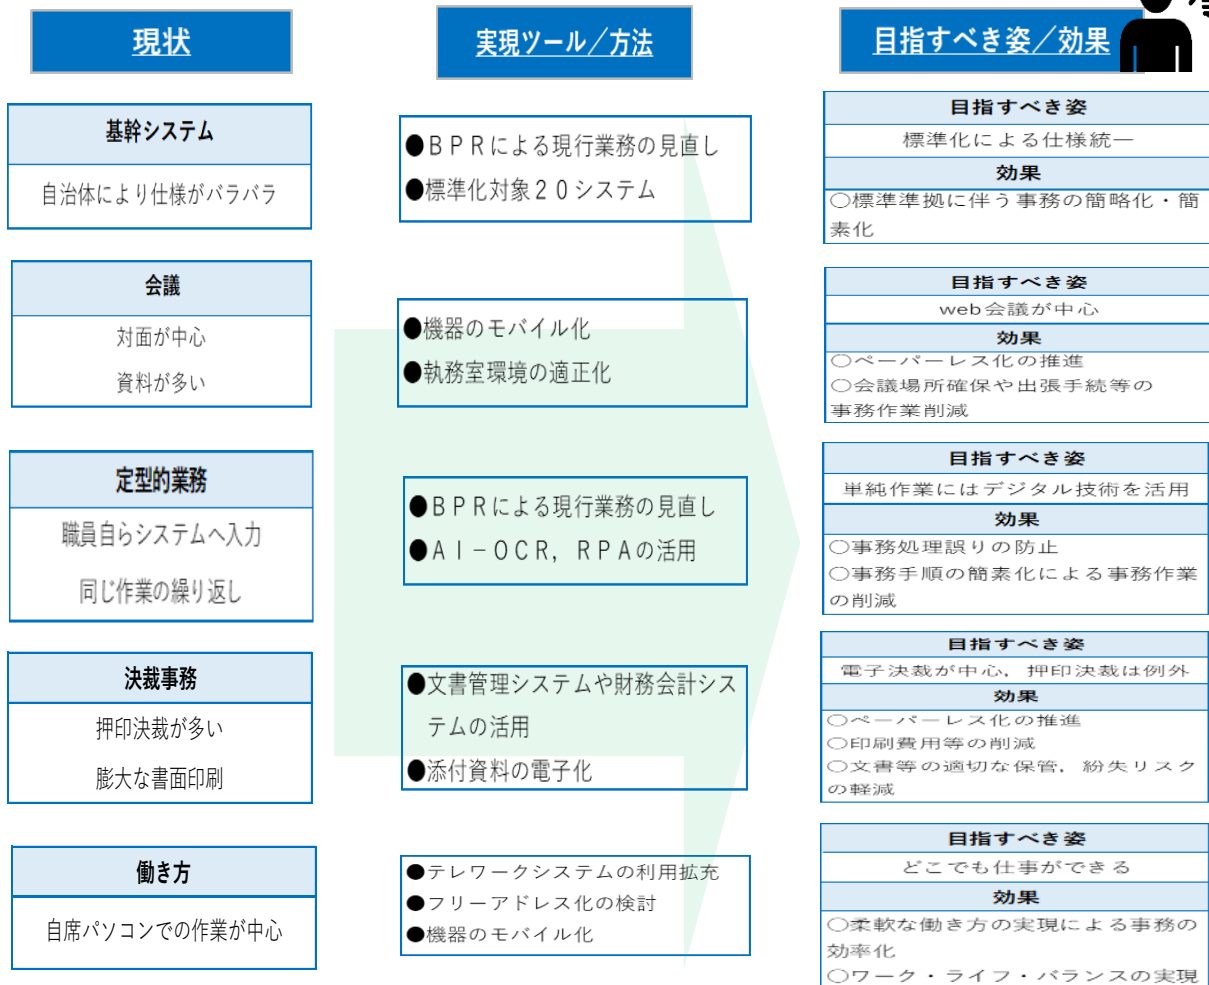 現状
実現ツール／方法
目指すべき姿／効果
基幹システム
自治体により仕様がバラバラ
●ＢＰＲによる現行業務の見直し
●標準化対象２０システム
目指すべき姿
標準化による仕様統一
効果
○標準準拠に伴う事務の簡略化・簡
素化
会議
対面が中心
資料が多い
●機器のモバイル化
●執務室環境の適正化
目指すべき姿
web会議が中心
効果
○ペーパーレス化の推進
○会議場所確保や出張手続等の
事務作業削減
定型的業務
職員自らシステムへ入力
同じ作業の繰り返し
●ＢＰＲによる現行業務の見直し
●ＡＩ－ＯＣＲ，ＲＰＡの活用
目指すべき姿
単純作業にはデジタル技術を活用
効果
○事務処理誤りの防止
○事務手順の簡素化による事務作業
の削減
決裁事務
押印決裁が多い
膨大な書面印刷
●文書管理システムや財務会計シス
テムの活用
●添付資料の電子化
目指すべき姿
電子決裁が中心，押印決裁は例外
効果
○ペーパーレス化の推進
○印刷費用等の削減
○文書等の適切な保管，紛失リスク
の軽減
働き方
自席パソコンでの作業が中心
●テレワークシステムの利用拡充
●フリーアドレス化の検討
●機器のモバイル化
目指すべき姿
どこでも仕事ができる
効果
○柔軟な働き方の実現による事務の
効率化
○ワーク・ライフ・バランスの実現